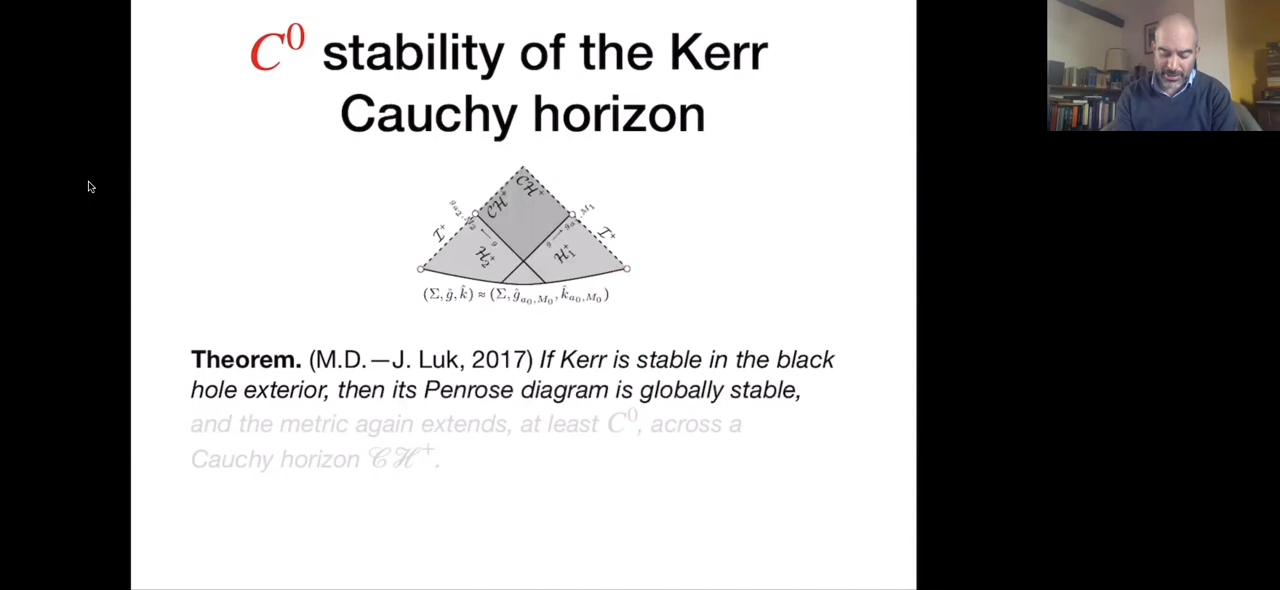 C⁰ stability of the Kerr
Cauchy horizon
CH⁺
CH⁺
I⁺
I⁺
H₂⁺
H₁⁺
(Σ, ĝ, k̂) ≈ (Σ, ĝₐ₀,M₀, k̂ₐ₀,M₀)
Theorem. (M.D.—J. Luk, 2017) If Kerr is stable in the black
hole exterior, then its Penrose diagram is globally stable,
and the metric again extends, at least C⁰, across a
Cauchy horizon CH⁺.